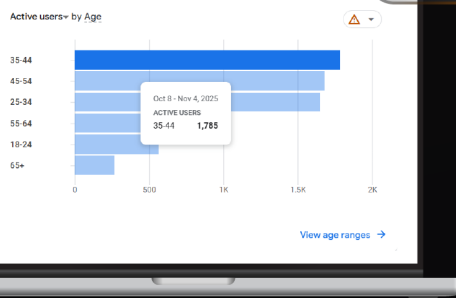 Active users by Age
35-44
45-54
25-34
55-64
18-24
65+
Oct 8 - Nov 4, 2025
ACTIVE USERS
35-44 1,785
0 500 1K 1.5K 2K
View age ranges